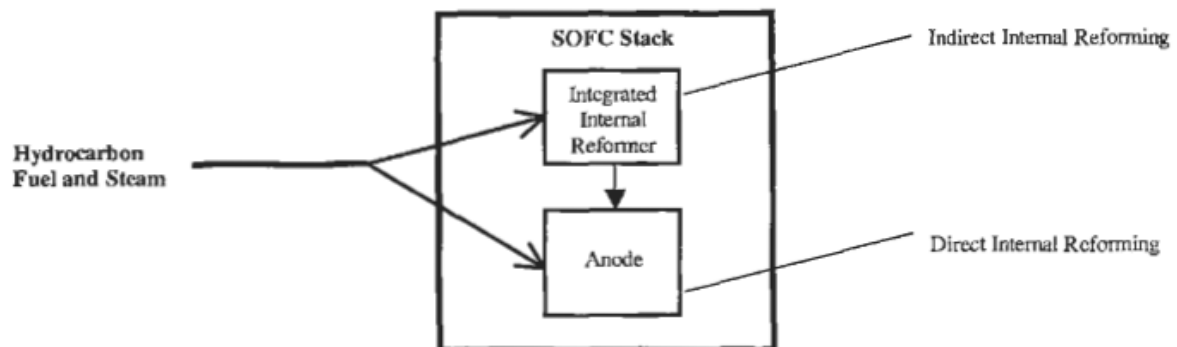 SOFC Stack
Indirect Internal Reforming
Integrated
Internal
Reformer
Hydrocarbon
Fuel and Steam
Anode
Direct Internal Reforming